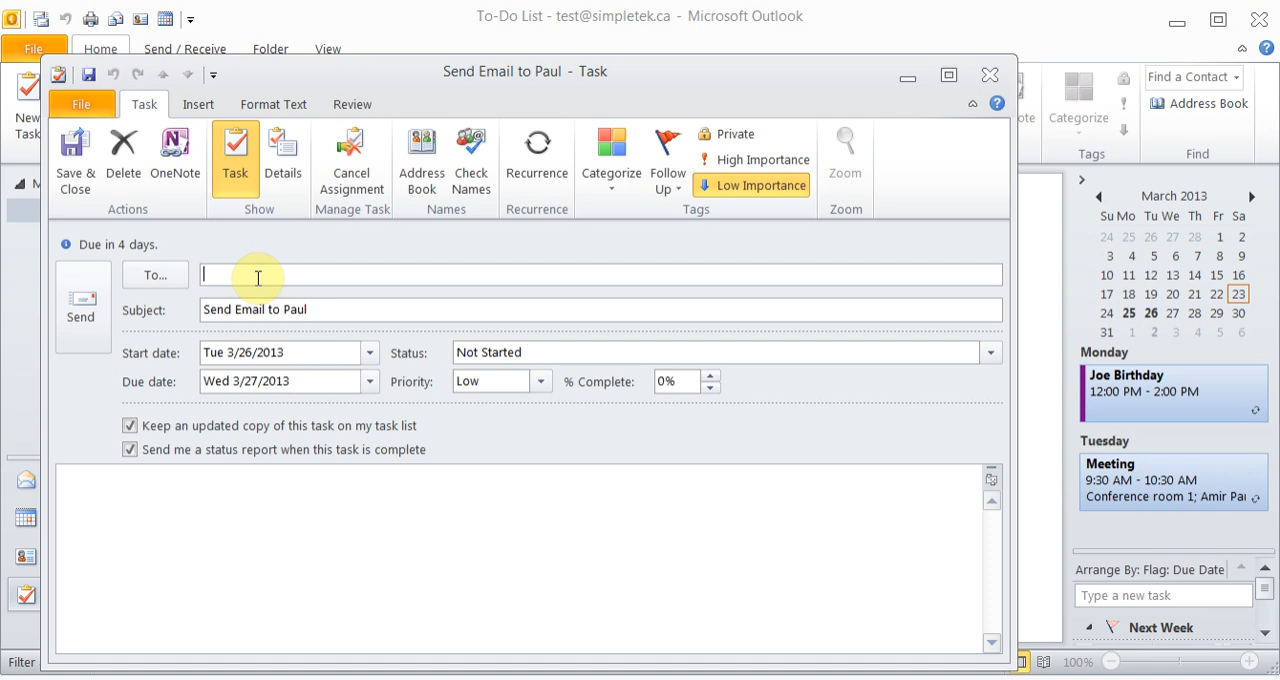 To-Do List - test@simpletek.ca - Microsoft Outlook
File Home Send / Receive Folder View
Send Email to Paul - Task
File Task Insert Format Text Review
New Task
Save & Close
Delete
OneNote
Actions
Task
Details
Show
Cancel Assignment
Manage Task
Address Book
Check Names
Names
Recurrence
Recurrence
Categorize
Follow Up
Private
High Importance
Low Importance
Tags
Zoom
Zoom
Categorize
Tags
Find a Contact
Address Book
Find
Due in 4 days.
Send
To...
Subject: Send Email to Paul
Start date: Tue 3/26/2013 Status: Not Started
Due date: Wed 3/27/2013 Priority: Low % Complete: 0%
Keep an updated copy of this task on my task list
Send me a status report when this task is complete
March 2013
Su Mo Tu We Th Fr Sa
24 25 26 27 28 1 2
3 4 5 6 7 8 9
10 11 12 13 14 15 16
17 18 19 20 21 22 23
24 25 26 27 28 29 30
31 1 2 3 4 5 6
Monday
Joe Birthday
12:00 PM - 2:00 PM
Tuesday
Meeting
9:30 AM - 10:30 AM
Conference room 1; Amir Pa
Arrange By: Flag: Due Date
Type a new task
Next Week
Filter
100%